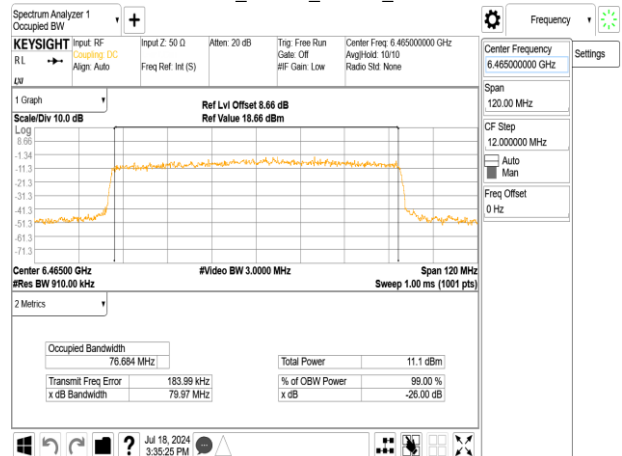 Spectrum Analyzer 1
Occupied BW
Frequency
KEYSIGHT
RL
Input: RF
Coupling: DC
Align: Auto
Input Z: 50 Ω
Freq Ref: Int (S)
Atten: 20 dB
Trig: Free Run
Gate: Off
#IF Gain: Low
Center Freq: 6.465000000 GHz
Avg|Hold: 10/10
Radio Std: None
Center Frequency
6.465000000 GHz
Settings
Span
120.00 MHz
CF Step
12.000000 MHz
Auto
Man
Freq Offset
0 Hz
1 Graph
Scale/Div 10.0 dB
Ref Lvl Offset 8.66 dB
Ref Value 18.66 dBm
Log
8.66
-1.34
-11.3
-21.3
-31.3
-41.3
-51.3
-61.3
-71.3
Center 6.46500 GHz
#Video BW 3.0000 MHz
Span 120 MHz
#Res BW 910.00 kHz
Sweep 1.00 ms (1001 pts)
2 Metrics
Occupied Bandwidth
76.684 MHz
Total Power 11.1 dBm
Transmit Freq Error 183.99 kHz
% of OBW Power 99.00 %
x dB Bandwidth 79.97 MHz
x dB -26.00 dB
?
Jul 18, 2024
3:35:25 PM